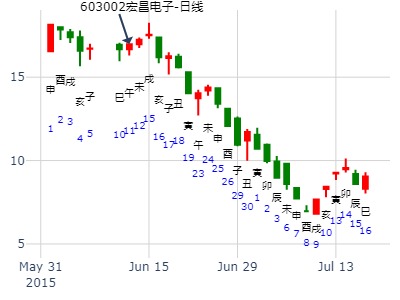 603002宏昌电子-日线
15
10
5
申 酉 戌 亥 子 巳 午 未 戌 亥 子 丑 寅 午 未 申 酉 子 丑 寅 卯 辰 未 申 酉 戌 亥 寅 卯 辰 巳
1 2 3 4 5 10 11 12 15 16 17 18 19 23 24 25 26 29 30 1 2 3 6 7 8 9 10 13 14 15 16
May 31 Jun 15 Jun 29 Jul 13
2015